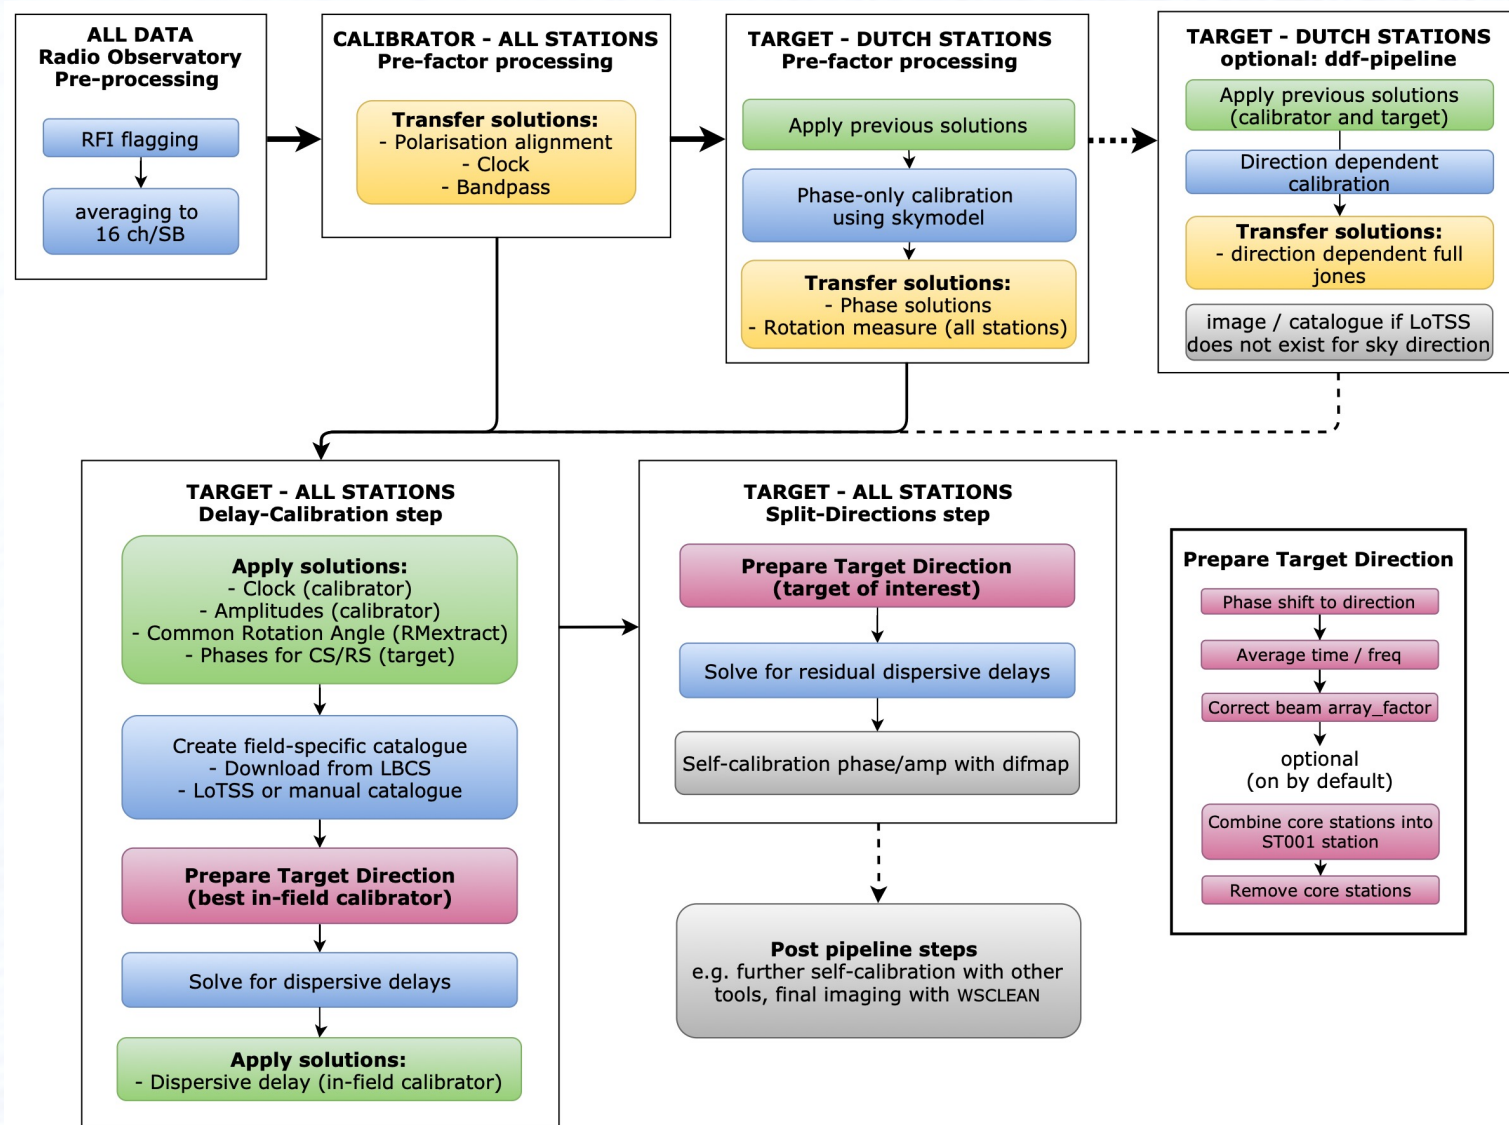 ALL DATA
Radio Observatory
Pre-processing
RFI flagging
averaging to
16 ch/SB
CALIBRATOR - ALL STATIONS
Pre-factor processing
Transfer solutions:
- Polarisation alignment
- Clock
- Bandpass
TARGET - DUTCH STATIONS
Pre-factor processing
Apply previous solutions
Phase-only calibration
using skymodel
Transfer solutions:
- Phase solutions
- Rotation measure (all stations)
TARGET - DUTCH STATIONS
optional: ddf-pipeline
Apply previous solutions
(calibrator and target)
Direction dependent
calibration
Transfer solutions:
- direction dependent full
jones
image / catalogue if LoTSS
does not exist for sky direction
TARGET - ALL STATIONS
Delay-Calibration step
Apply solutions:
- Clock (calibrator)
- Amplitudes (calibrator)
- Common Rotation Angle (RMextract)
- Phases for CS/RS (target)
Create field-specific catalogue
- Download from LBCS
- LoTSS or manual catalogue
Prepare Target Direction
(best in-field calibrator)
Solve for dispersive delays
Apply solutions:
- Dispersive delay (in-field calibrator)
TARGET - ALL STATIONS
Split-Directions step
Prepare Target Direction
(target of interest)
Solve for residual dispersive delays
Self-calibration phase/amp with difmap
Post pipeline steps
e.g. further self-calibration with other
tools, final imaging with WSCLEAN
Prepare Target Direction
Phase shift to direction
Average time / freq
Correct beam array_factor
optional
(on by default)
Combine core stations into
ST001 station
Remove core stations